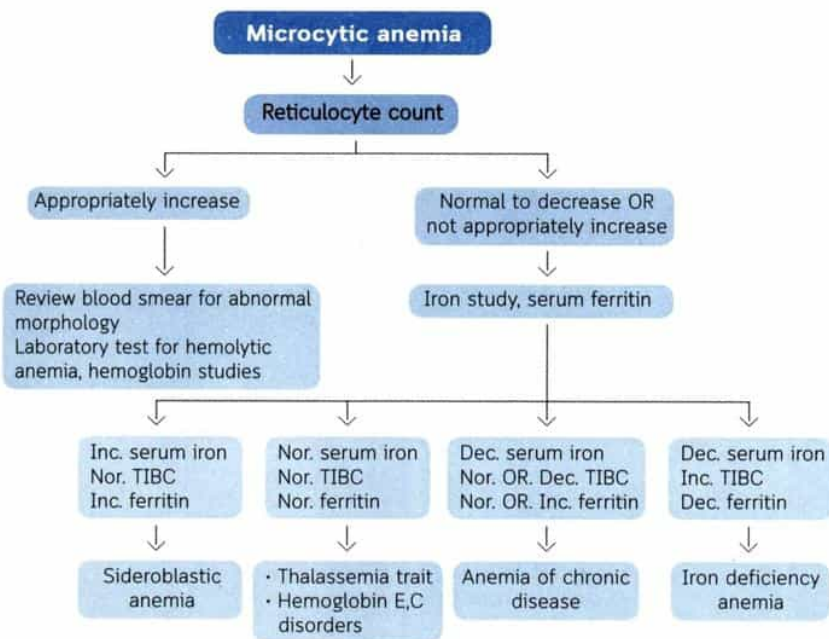 Microcytic anemia
Reticulocyte count
Appropriately increase
Normal to decrease OR
not appropriately increase
Review blood smear for abnormal
morphology
Laboratory test for hemolytic
anemia, hemoglobin studies
Iron study, serum ferritin
Inc. serum iron
Nor. TIBC
Inc. ferritin
Nor. serum iron
Nor. TIBC
Nor. ferritin
Dec. serum iron
Nor. OR. Dec. TIBC
Nor. OR. Inc. ferritin
Dec. serum iron
Inc. TIBC
Dec. ferritin
Sideroblastic
anemia
· Thalassemia trait
· Hemoglobin E,C
disorders
Anemia of chronic
disease
Iron deficiency
anemia